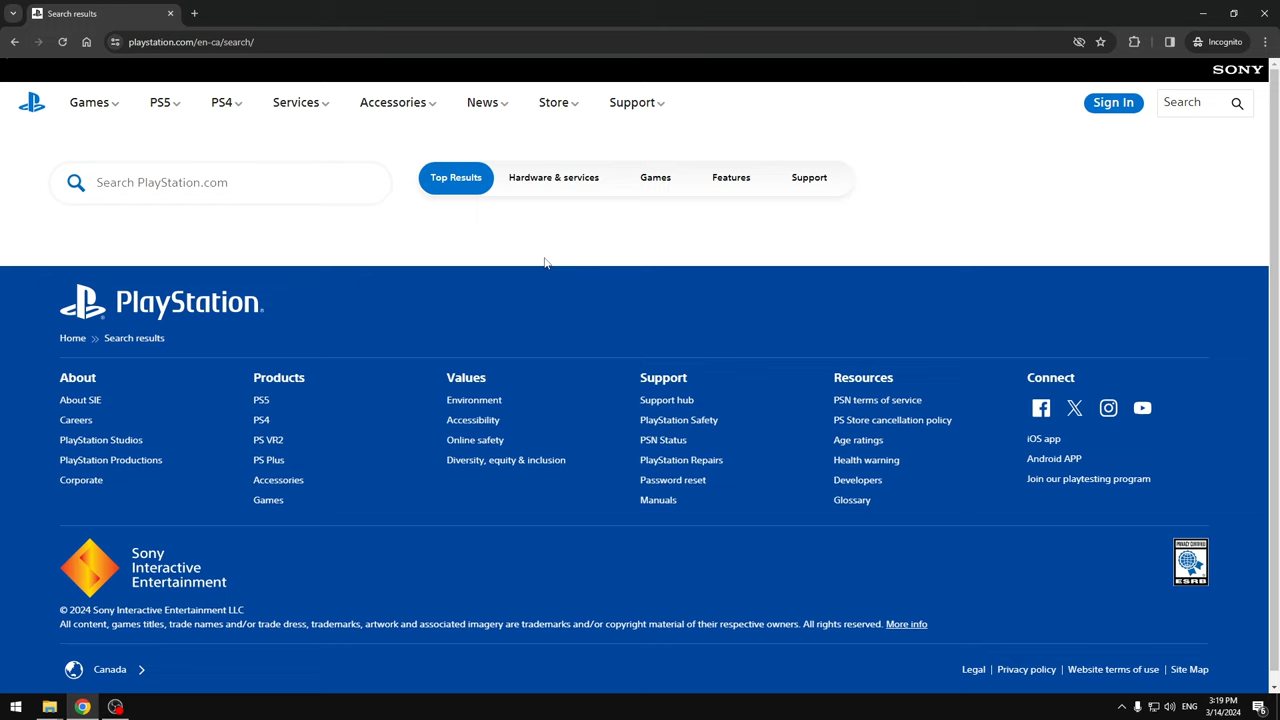 Search results
playstation.com/en-ca/search/
Incognito
SONY
Games
PS5
PS4
Services
Accessories
News
Store
Support
Sign In
Search
Search PlayStation.com
Top Results
Hardware & services
Games
Features
Support
PlayStation.
Home
Search results
About
About SIE
Careers
PlayStation Studios
PlayStation Productions
Corporate
Products
PS5
PS4
PS VR2
PS Plus
Accessories
Games
Values
Environment
Accessibility
Online safety
Diversity, equity & inclusion
Support
Support hub
PlayStation Safety
PSN Status
PlayStation Repairs
Password reset
Manuals
Resources
PSN terms of service
PS Store cancellation policy
Age ratings
Health warning
Developers
Glossary
Connect
iOS app
Android APP
Join our playtesting program
Sony
Interactive
Entertainment
PRIVACY CERTIFIED
ESRB
© 2024 Sony Interactive Entertainment LLC
All content, games titles, trade names and/or trade dress, trademarks, artwork and associated imagery are trademarks and/or copyright material of their respective owners. All rights reserved. More info
Canada
Legal | Privacy policy | Website terms of use | Site Map
ENG
3:19 PM
3/14/2024
6